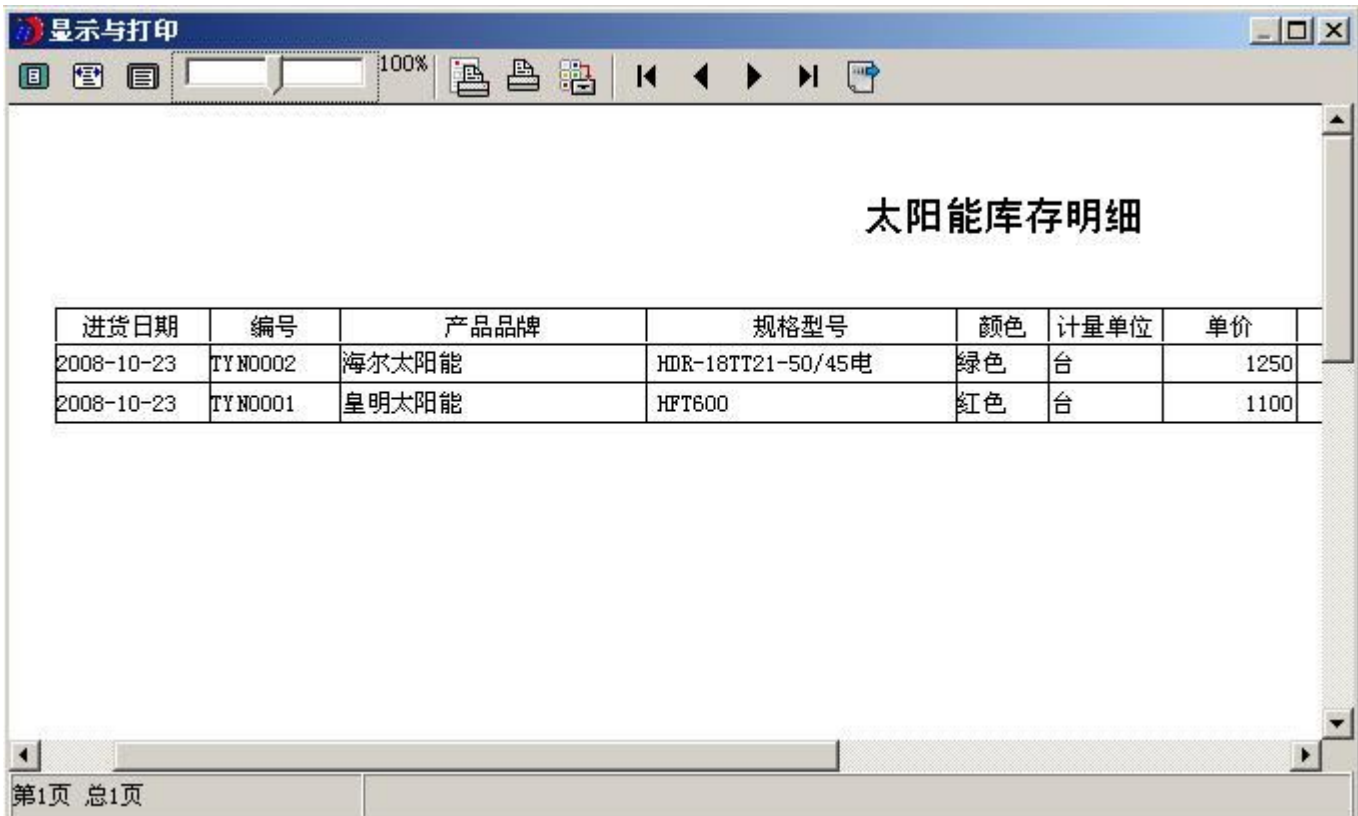 显示与打印
100%
太阳能库存明细
进货日期 编号 产品品牌 规格型号 颜色 计量单位 单价
2008-10-23 TYN0002 海尔太阳能 HDR-18TT21-50/45电 绿色 台 1250
2008-10-23 TYN0001 皇明太阳能 HFT600 红色 台 1100
第1页 总1页